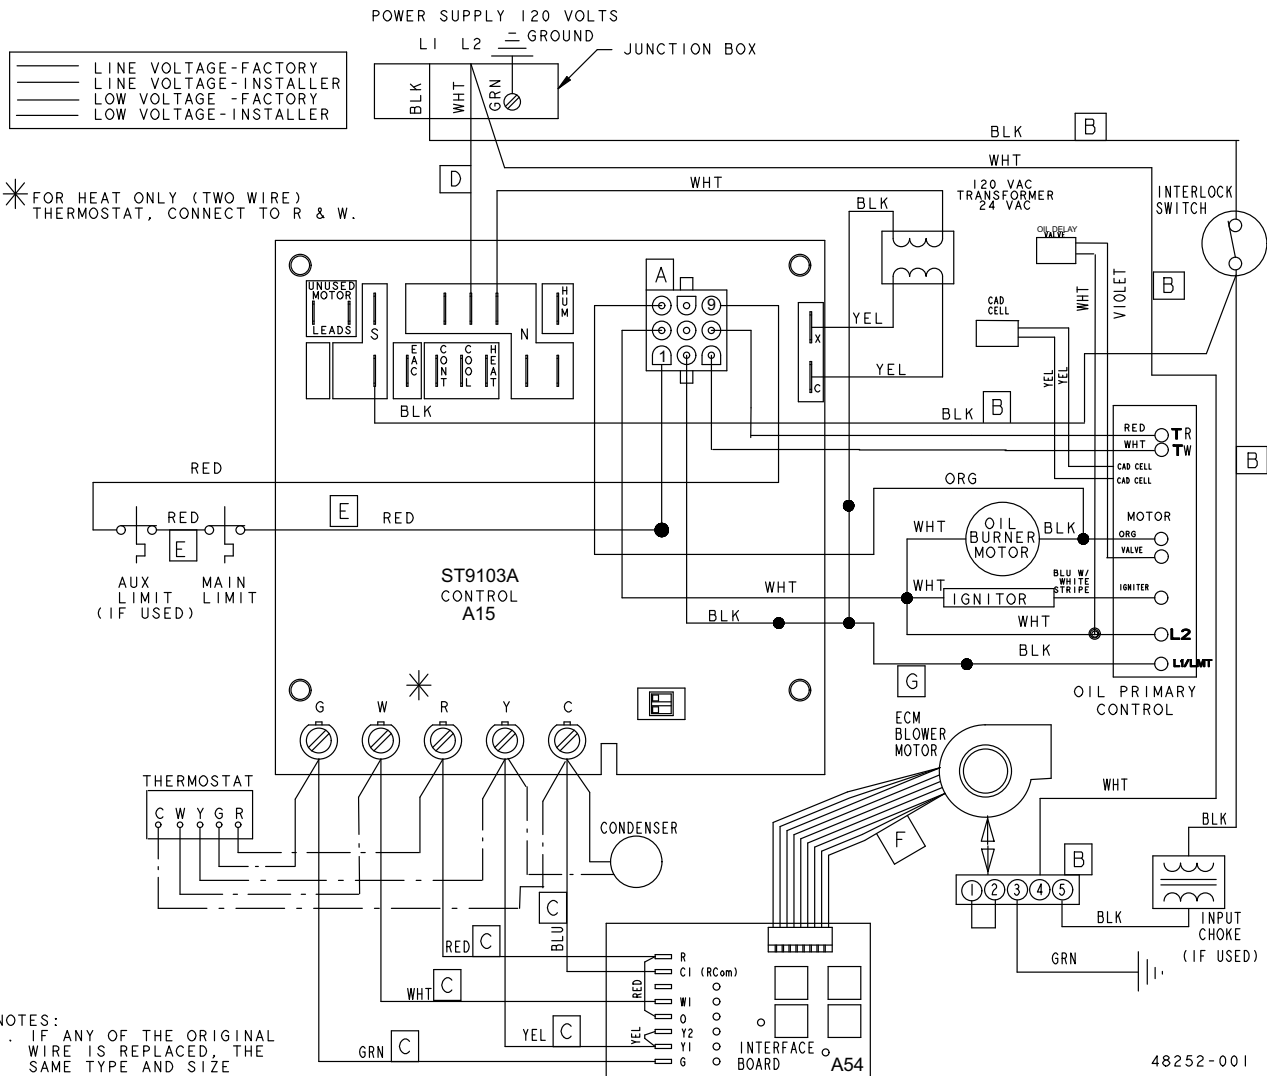 POWER SUPPLY 120 VOLTS
L1 L2 GROUND
JUNCTION BOX
LINE VOLTAGE-FACTORY
LINE VOLTAGE-INSTALLER
LOW VOLTAGE -FACTORY
LOW VOLTAGE-INSTALLER
BLK
WHT
GRN
BLK B
WHT
D
WHT
FOR HEAT ONLY (TWO WIRE)
THERMOSTAT, CONNECT TO R & W.
120 VAC
TRANSFORMER
24 VAC
BLK
INTERLOCK
SWITCH
OIL DELAY
VALVE
WHT
VIOLET
B
CAD
CELL
YEL
YEL
A
UNUSED
MOTOR
LEADS
S
N
HUM
EAC
CONT
COOL
HEAT
9
1
X
C
YEL
YEL
BLK
BLK B
RED TR
WHT TW
CAD CELL
CAD CELL
B
RED
E
RED
RED
E
AUX
LIMIT
(IF USED)
MAIN
LIMIT
ORG
WHT
OIL
BURNER
MOTOR
BLK
MOTOR
ORG
VALVE
ST9103A
CONTROL
A15
WHT
WHT
IGNITOR
BLU W/
WHITE
STRIPE
IGNITER
BLK
WHT
L2
BLK
L1/LMT
G
OIL PRIMARY
CONTROL
G W R Y C
ECM
BLOWER
MOTOR
WHT
BLK
THERMOSTAT
C W Y G R
CONDENSER
F
B
1 2 3 4 5
BLK
INPUT
CHOKE
(IF USED)
GRN
C
BLU
RED C
WHT C
YEL C
GRN C
RED
YEL
R
C1 (RCom)
W1
O
Y2
Y1
G
INTERFACE
BOARD
A54
NOTES:
. IF ANY OF THE ORIGINAL
WIRE IS REPLACED, THE
SAME TYPE AND SIZE
48252-001